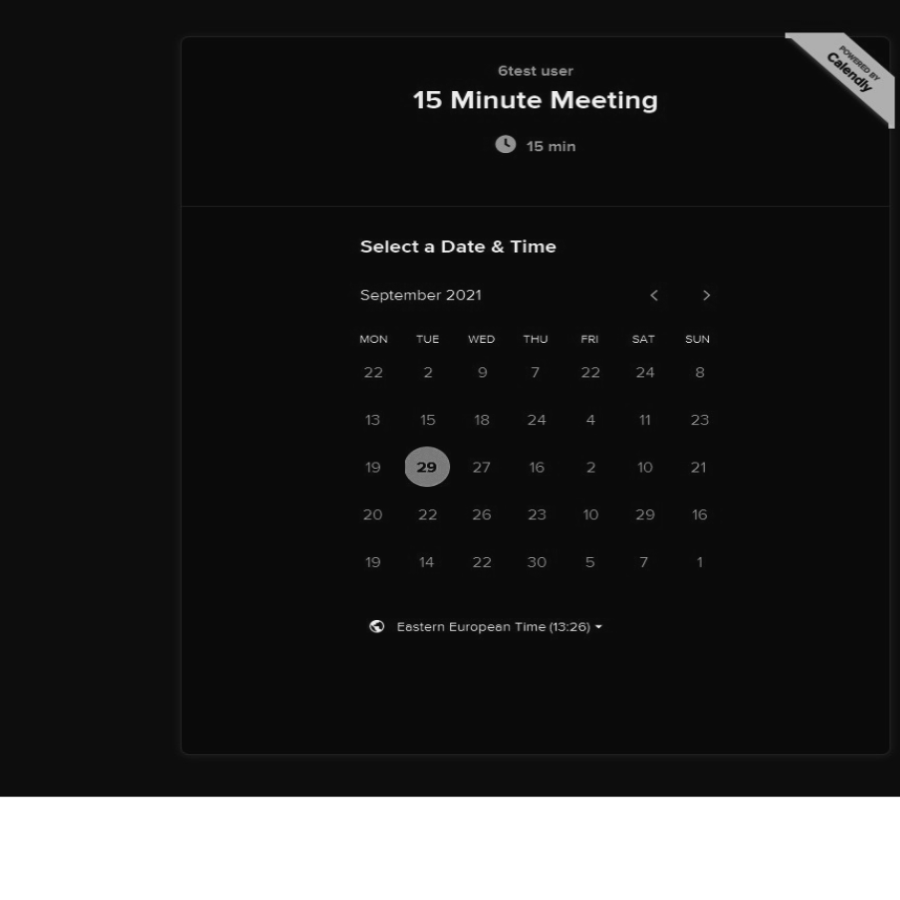 POWERED BY
Calendly
6test user
15 Minute Meeting
15 min
Select a Date & Time
September 2021
MON TUE WED THU FRI SAT SUN
22 2 9 7 22 24 8
13 15 18 24 4 11 23
19 29 27 16 2 10 21
20 22 26 23 10 29 16
19 14 22 30 5 7 1
Eastern European Time (13:26)